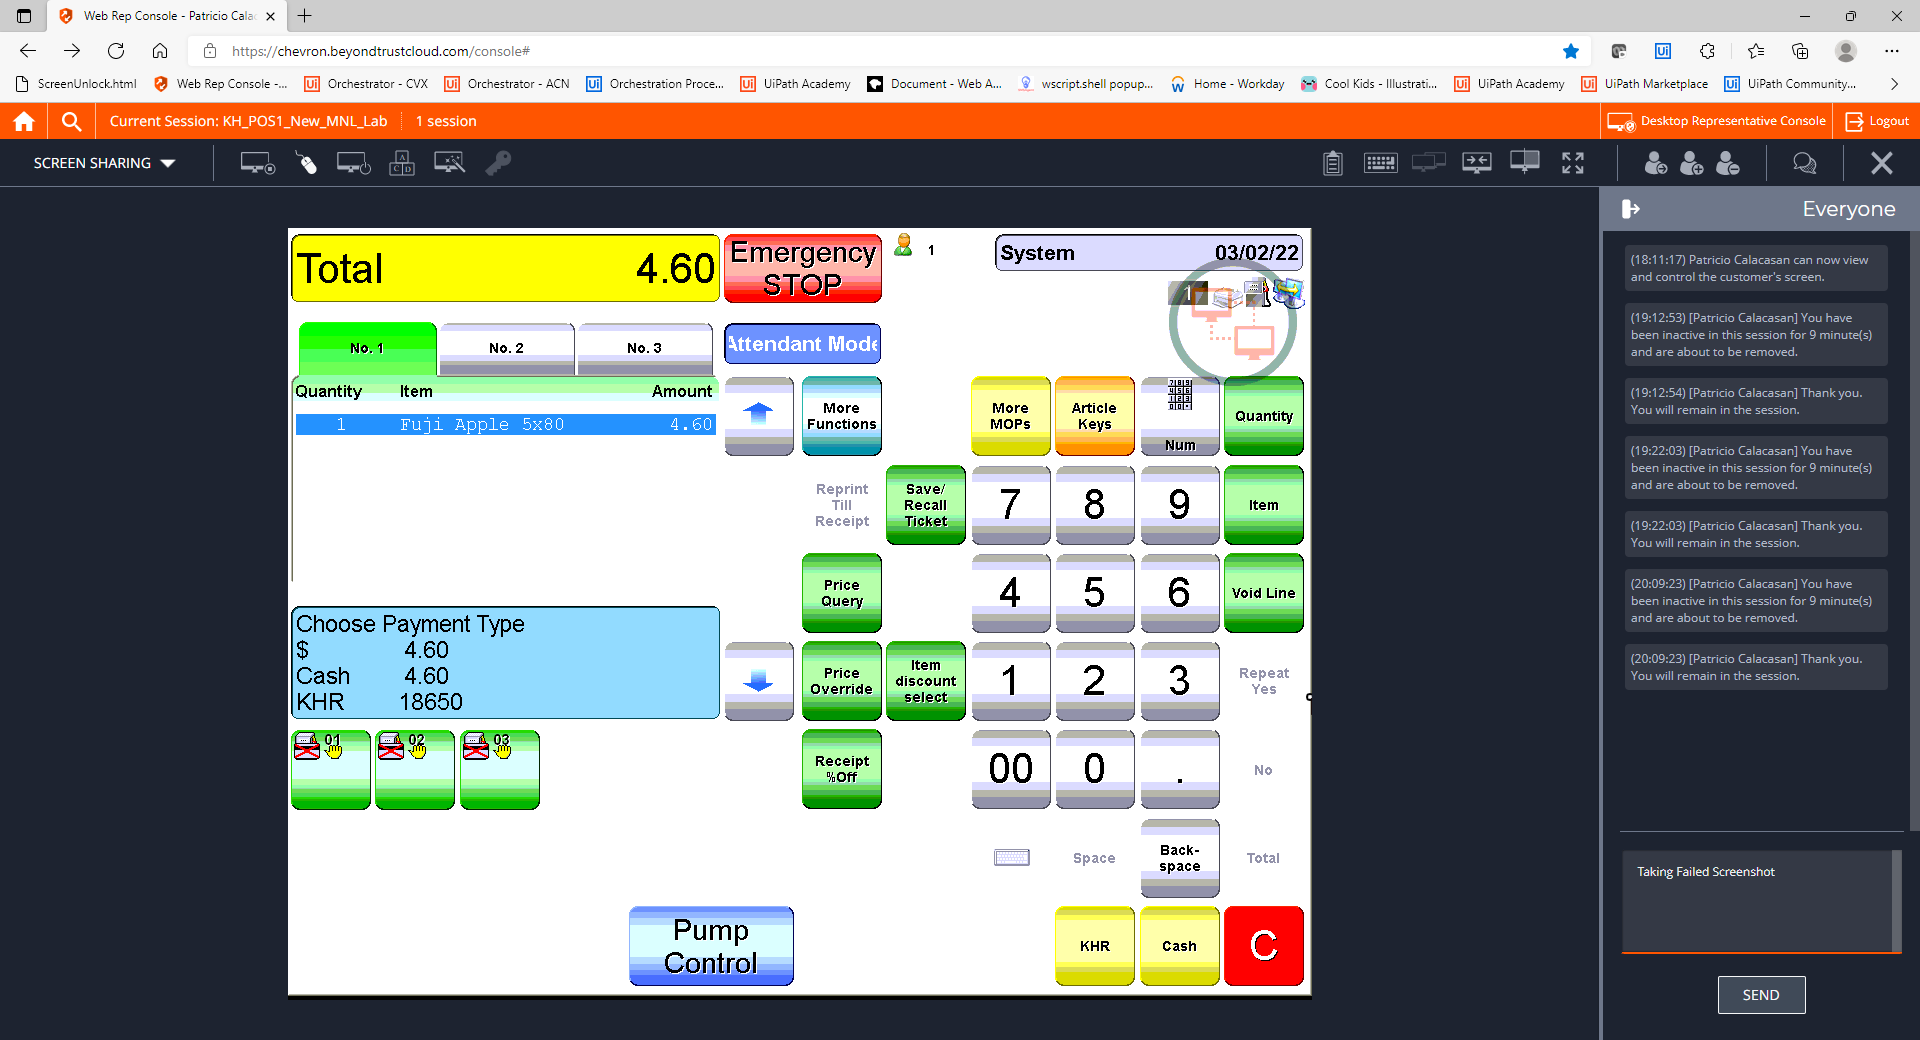 Web Rep Console - Patricio Cala
https://chevron.beyondtrustcloud.com/console#
ScreenUnlock.html
Web Rep Console -...
Orchestrator - CVX
Orchestrator - ACN
Orchestration Proce...
UiPath Academy
Document - Web A...
wscript.shell popup...
Home - Workday
Cool Kids - Illustrati...
UiPath Academy
UiPath Marketplace
UiPath Community...
Current Session: KH_POS1_New_MNL_Lab
1 session
Desktop Representative Console
Logout
SCREEN SHARING
Everyone
Total 4.60
Emergency
STOP
1
System 03/02/22
1
No. 1
No. 2
No. 3
Attendant Mode
Quantity Item Amount
1 Fuji Apple 5x80 4.60
More
Functions
More
MOPs
Article
Keys
Num
Quantity
Reprint
Till
Receipt
Save/
Recall
Ticket
7
8
9
Item
Price
Query
4
5
6
Void Line
Choose Payment Type
$ 4.60
Cash 4.60
KHR 18650
Price
Override
Item
discount
select
1
2
3
Repeat
Yes
01
02
03
Receipt
%Off
00
0
.
No
Space
Back-
space
Total
Pump
Control
KHR
Cash
C
(18:11:17) Patricio Calacasan can now view
and control the customer's screen.
(19:12:53) [Patricio Calacasan] You have
been inactive in this session for 9 minute(s)
and are about to be removed.
(19:12:54) [Patricio Calacasan] Thank you.
You will remain in the session.
(19:22:03) [Patricio Calacasan] You have
been inactive in this session for 9 minute(s)
and are about to be removed.
(19:22:03) [Patricio Calacasan] Thank you.
You will remain in the session.
(20:09:23) [Patricio Calacasan] You have
been inactive in this session for 9 minute(s)
and are about to be removed.
(20:09:23) [Patricio Calacasan] Thank you.
You will remain in the session.
Taking Failed Screenshot
SEND